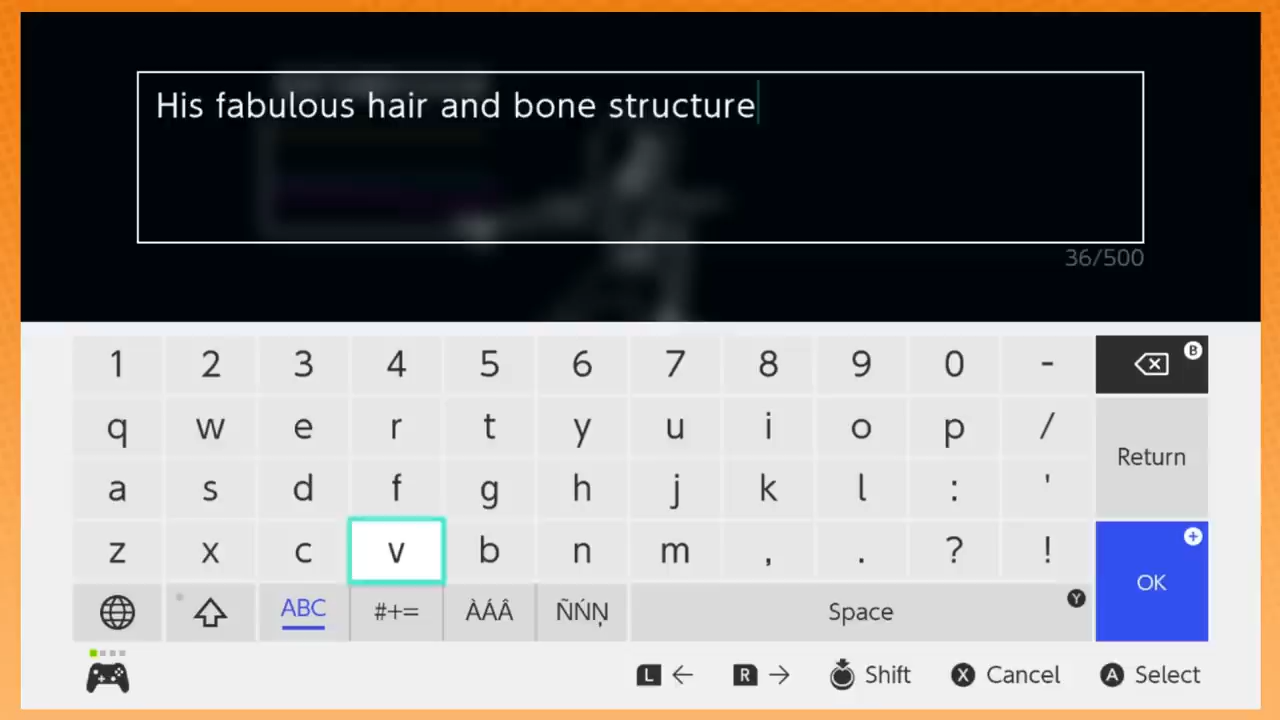 His fabulous hair and bone structure
36/500
1 2 3 4 5 6 7 8 9 0 - B
q w e r t y u i o p / Return
a s d f g h j k l : '
z x c v b n m , . ? ! + OK
ABC #+= ÀÁÂ ÑŃŅ Space Y
L ← R → Shift X Cancel A Select